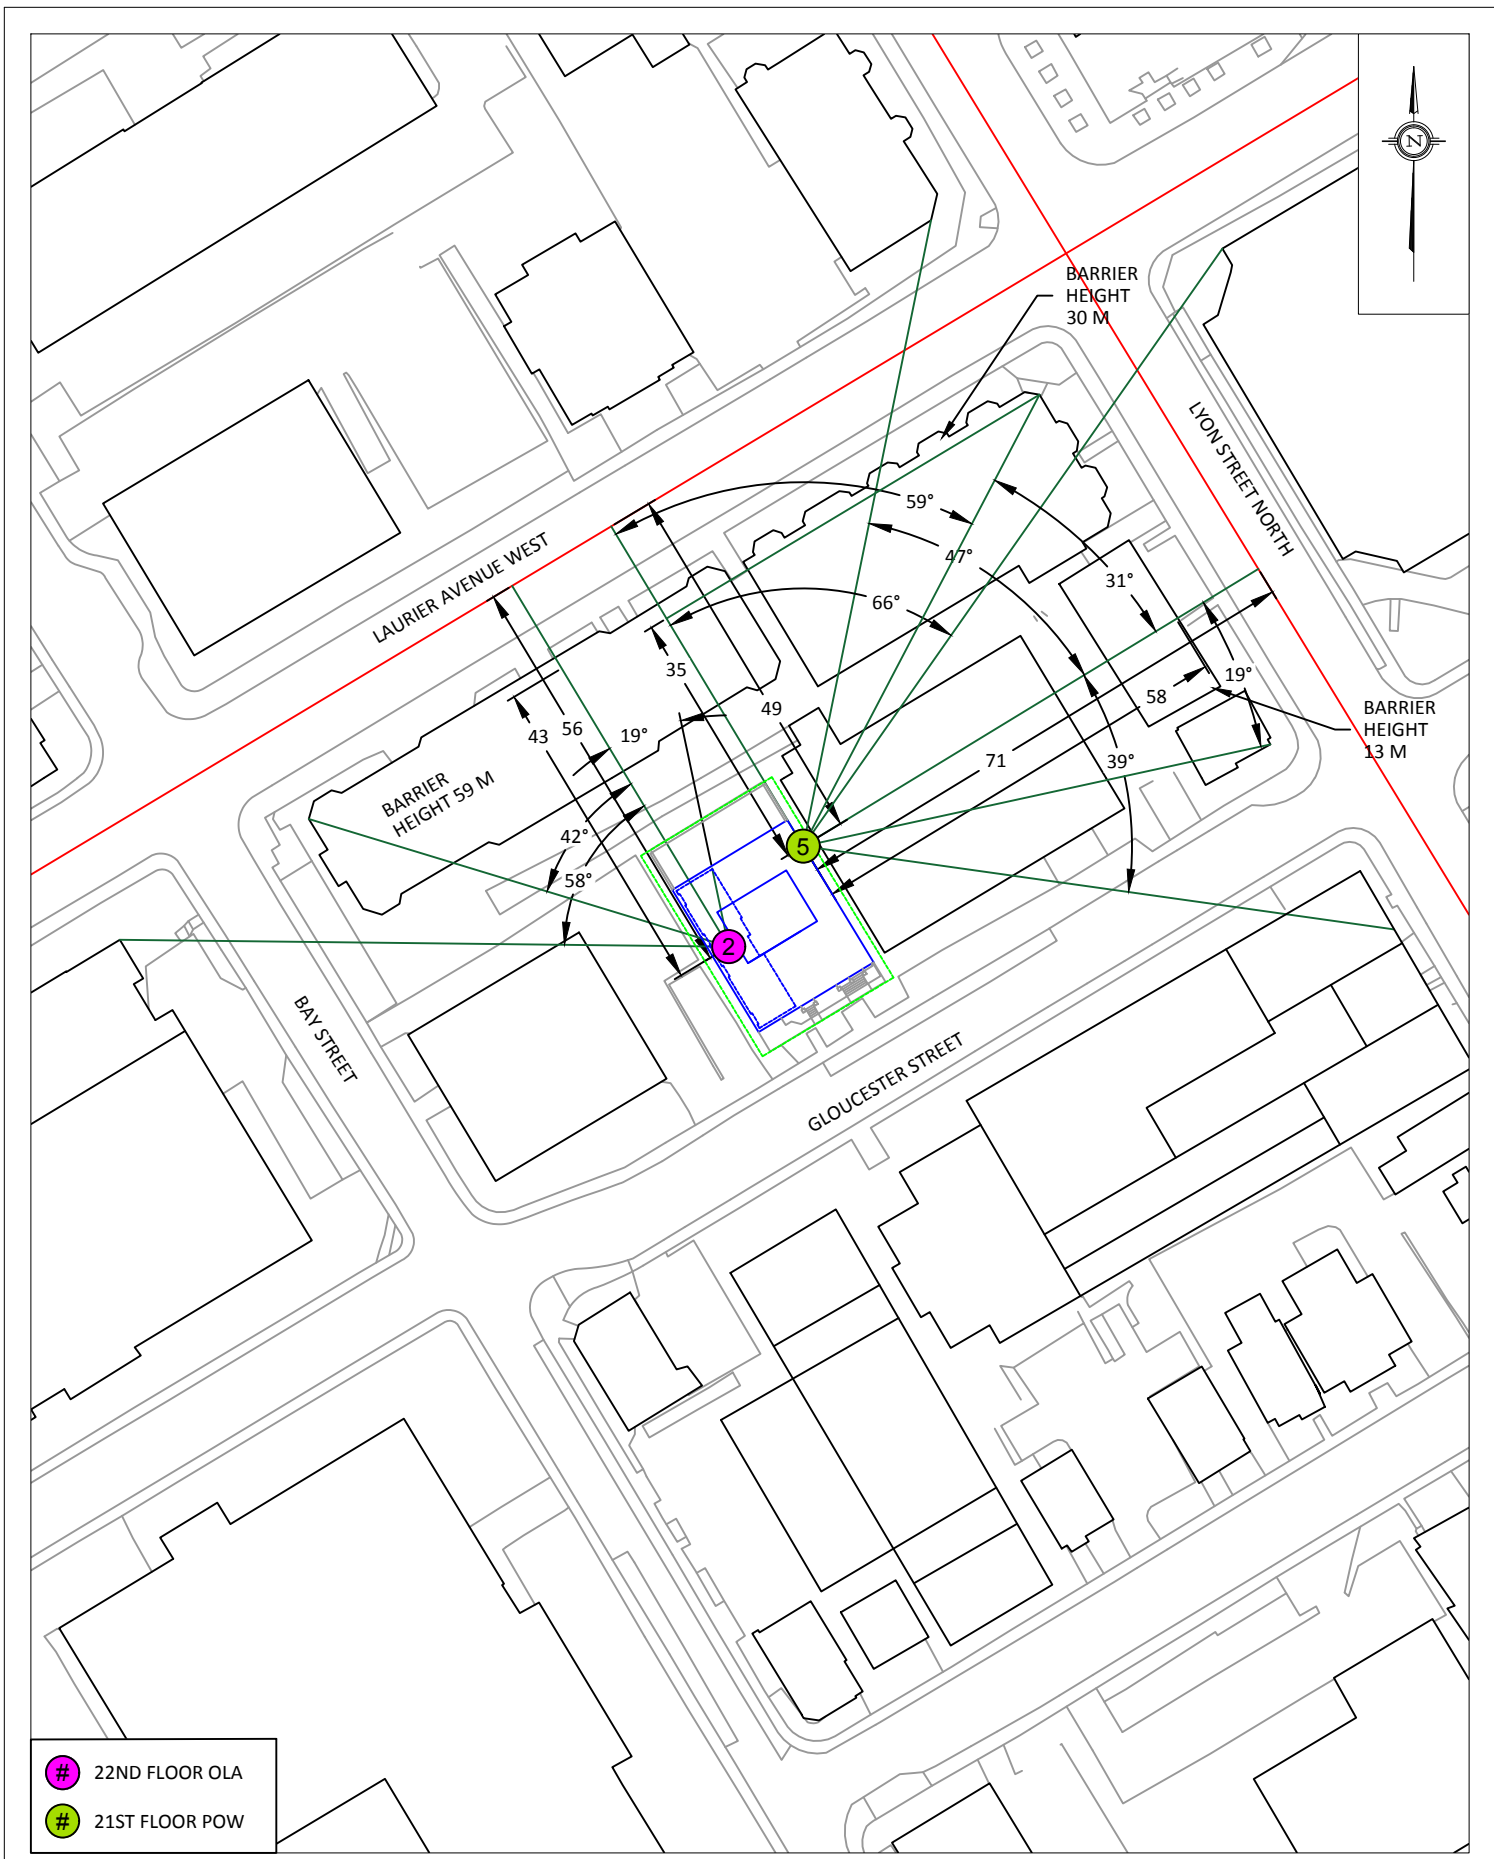 N
BARRIER
HEIGHT
30 M
LYON STREET NORTH
59°
47°
31°
66°
LAURIER AVENUE WEST
35
19°
58
49
BARRIER
HEIGHT
13 M
43
56
19°
71
39°
BARRIER
HEIGHT 59 M
42°
58°
5
2
BAY STREET
GLOUCESTER STREET
# 22ND FLOOR OLA
# 21ST FLOOR POW